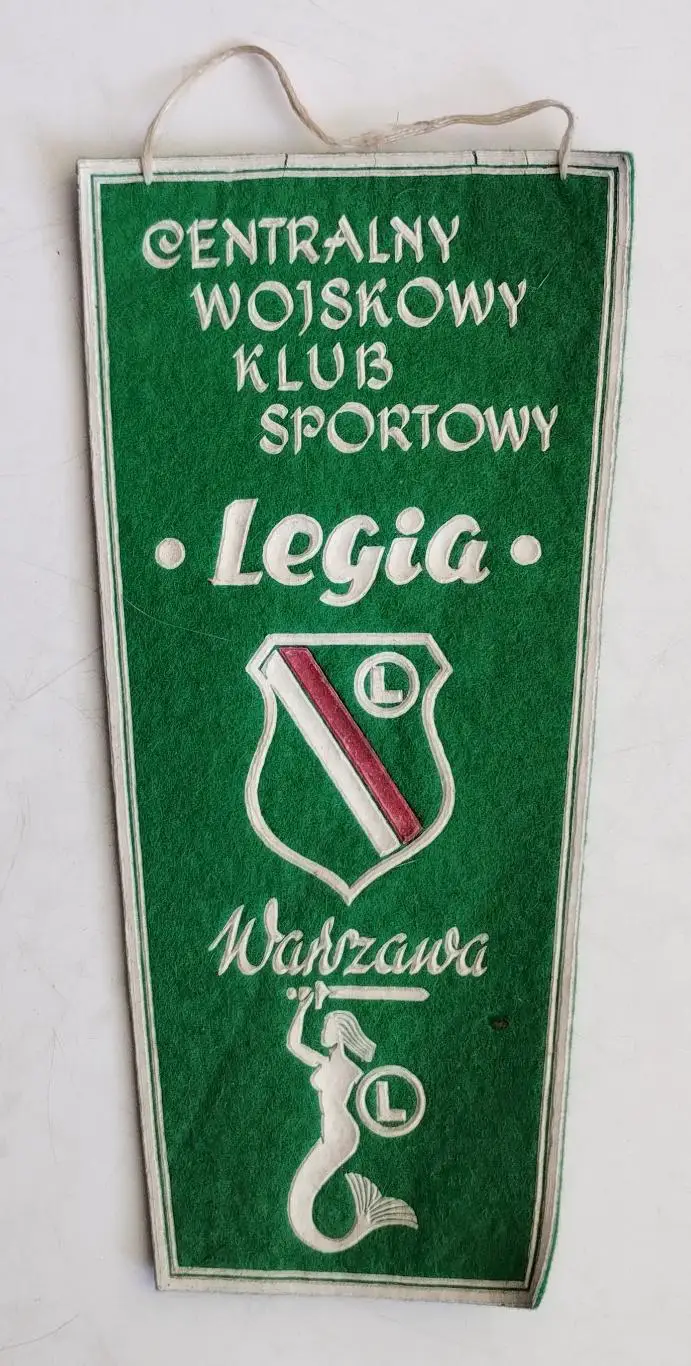 CENTRALNY
WOJSKOWY
KLUB
SPORTOWY
• Legia •
L
Warszawa
L